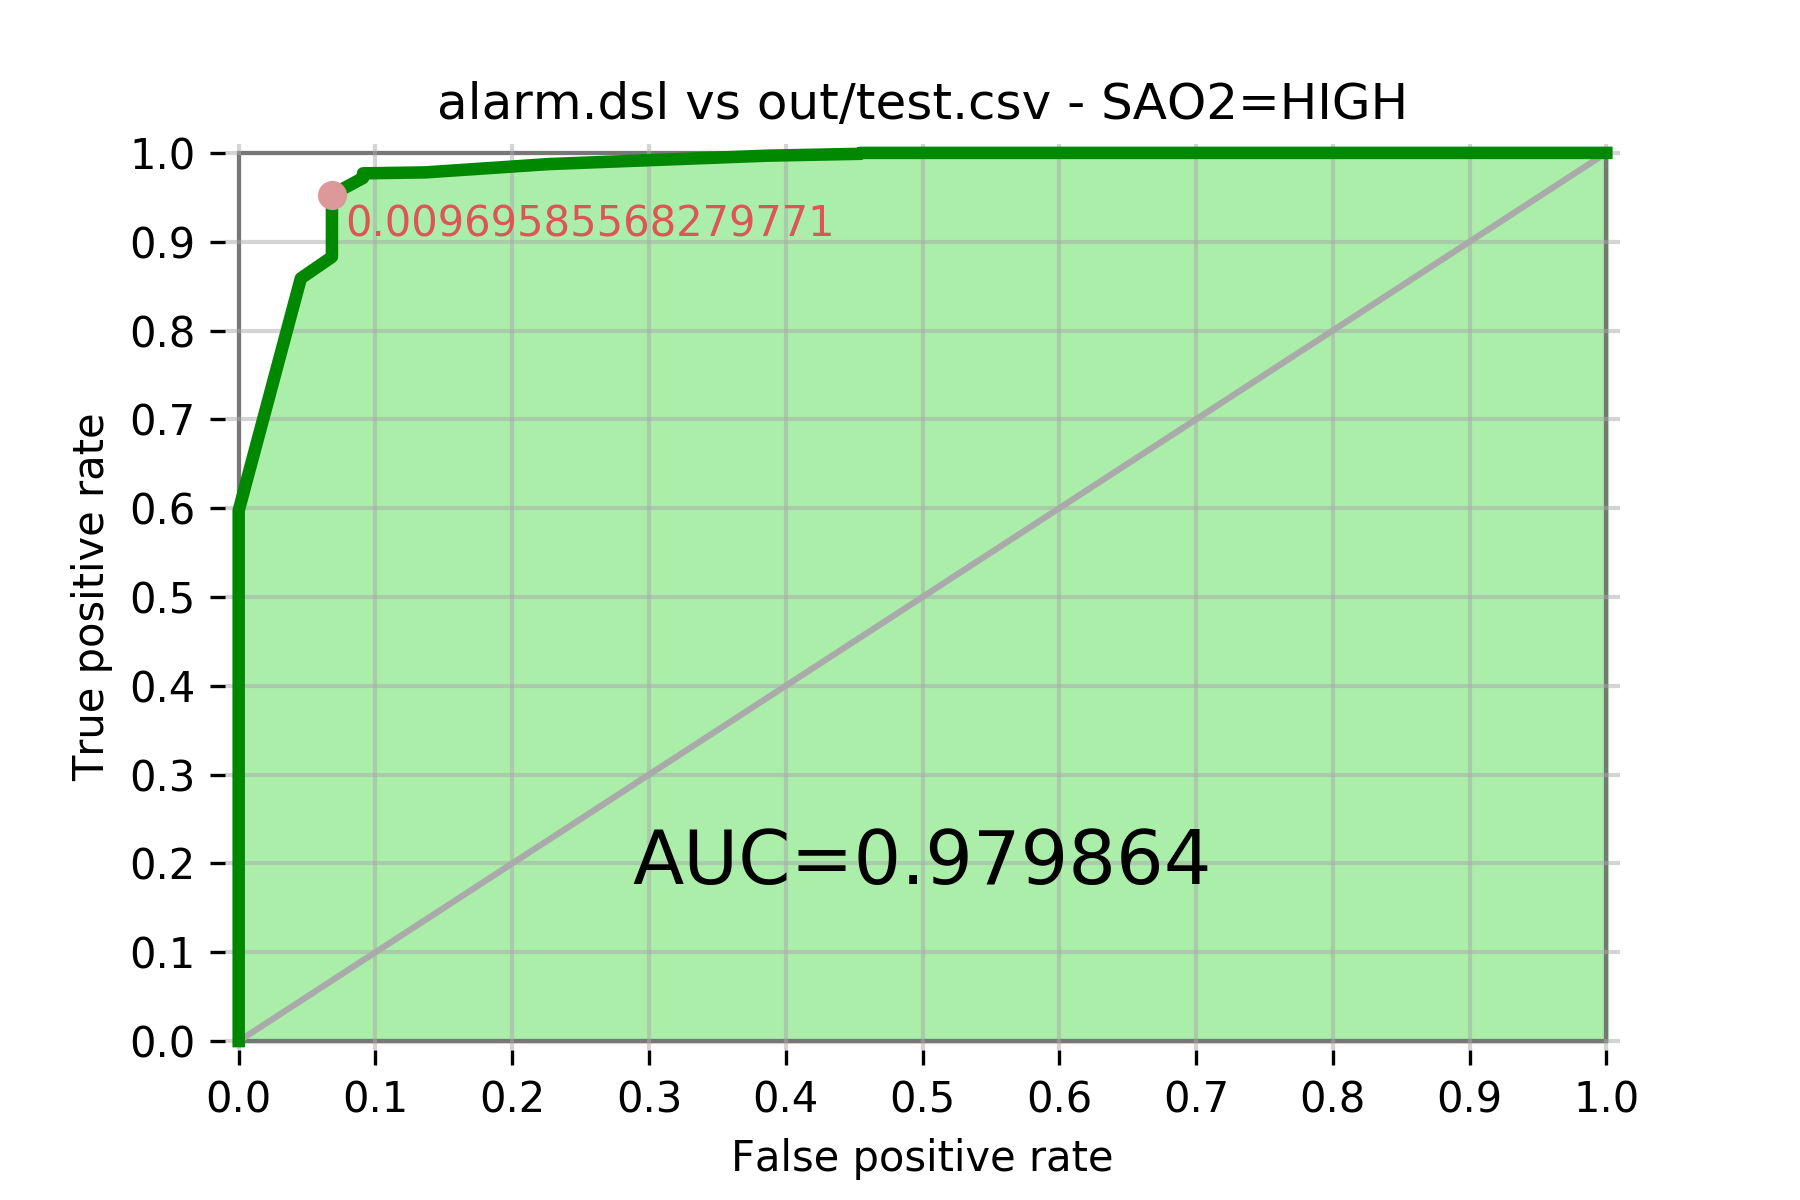 alarm.dsl vs out/test.csv - SAO2=HIGH
1.0
0.9
0.8
0.7
0.6
0.5
0.4
0.3
0.2
0.1
0.0
True positive rate
0.00969585568279771
AUC=0.979864
0.0 0.1 0.2 0.3 0.4 0.5 0.6 0.7 0.8 0.9 1.0
False positive rate